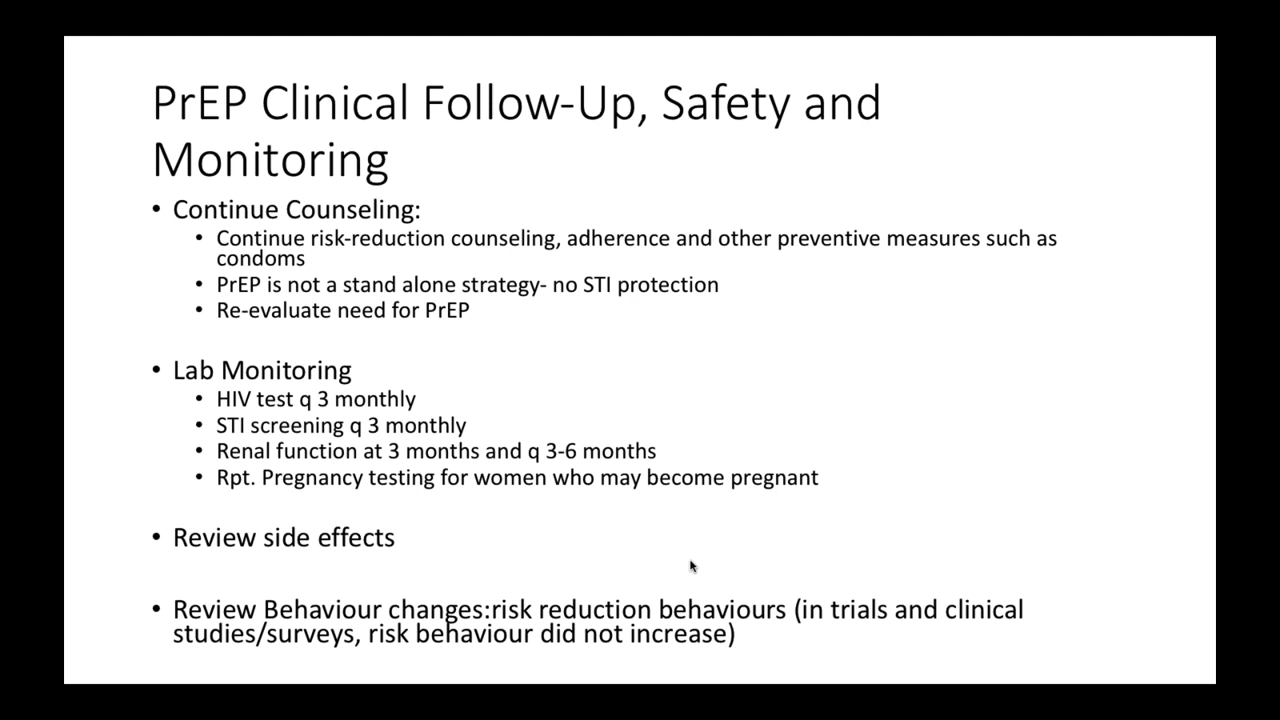 PrEP Clinical Follow-Up, Safety and
Monitoring
• Continue Counseling:
• Continue risk-reduction counseling, adherence and other preventive measures such as
condoms
• PrEP is not a stand alone strategy- no STI protection
• Re-evaluate need for PrEP
• Lab Monitoring
• HIV test q 3 monthly
• STI screening q 3 monthly
• Renal function at 3 months and q 3-6 months
• Rpt. Pregnancy testing for women who may become pregnant
• Review side effects
• Review Behaviour changes:risk reduction behaviours (in trials and clinical
studies/surveys, risk behaviour did not increase)